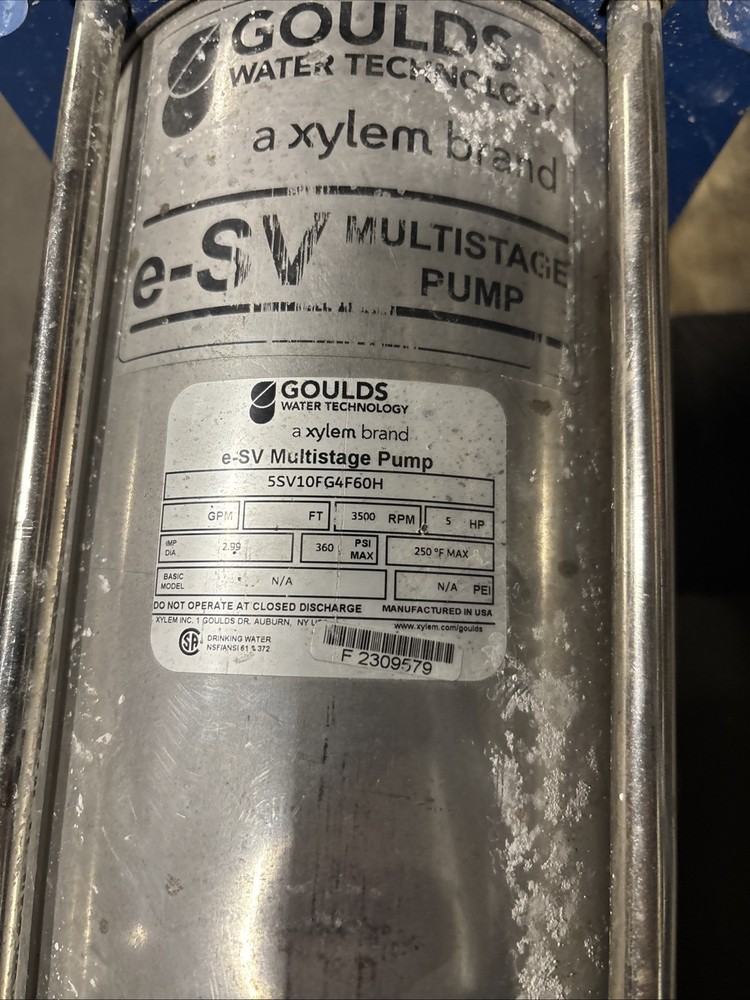 GOULDS
WATER TECHNOLOGY
a xylem brand
e-SV MULTISTAGE
PUMP
GOULDS
WATER TECHNOLOGY
a xylem brand
e-SV Multistage Pump
5SV10FG4F60H
GPM FT 3500 RPM 5 HP
IMP DIA 2.99 360 PSI MAX 250 °F MAX
BASIC MODEL N/A N/A PEI
DO NOT OPERATE AT CLOSED DISCHARGE MANUFACTURED IN USA
XYLEM INC. 1 GOULDS DR. AUBURN, NY www.xylem.com/goulds
SA DRINKING WATER
NSF/ANSI 61 & 372
F 2309579